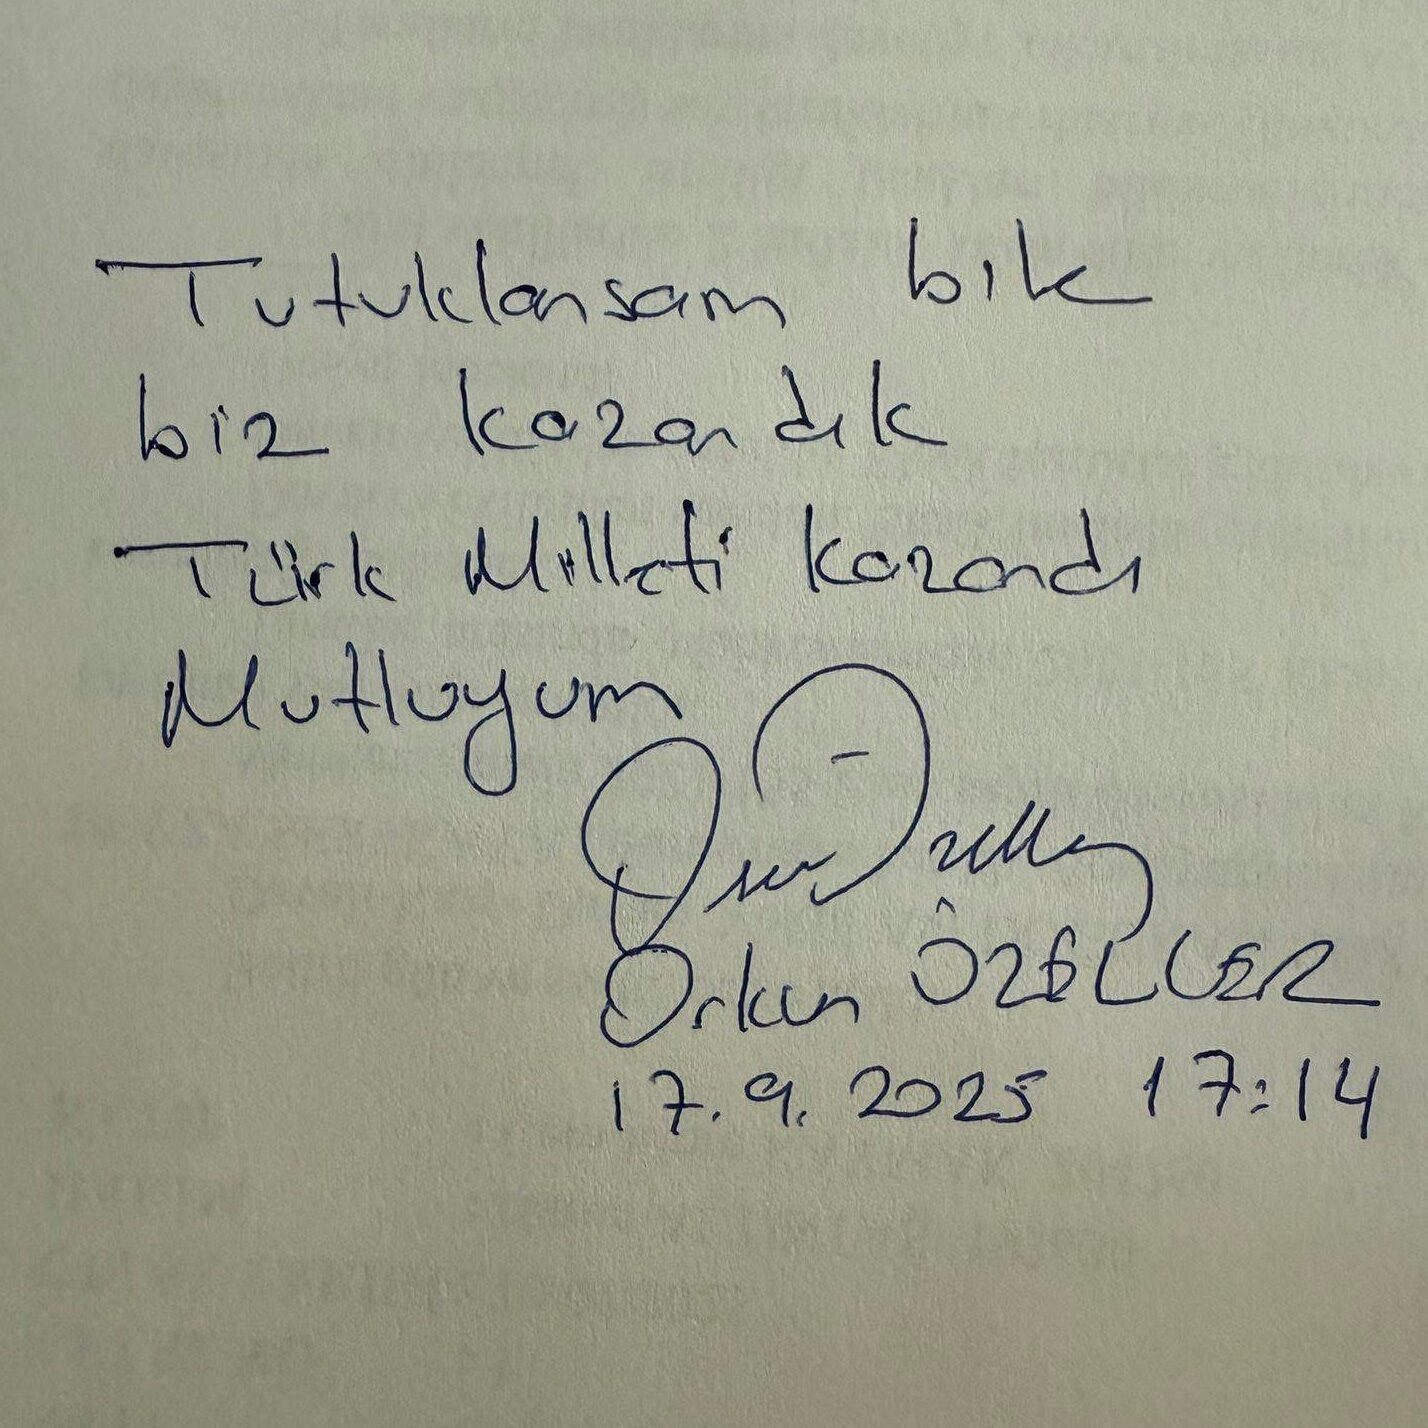 Tutuklansam bile
biz kazandık
Türk Milleti kazandı
Mutluyum
Orkun ÖZELLER
17.9.2025 17:14